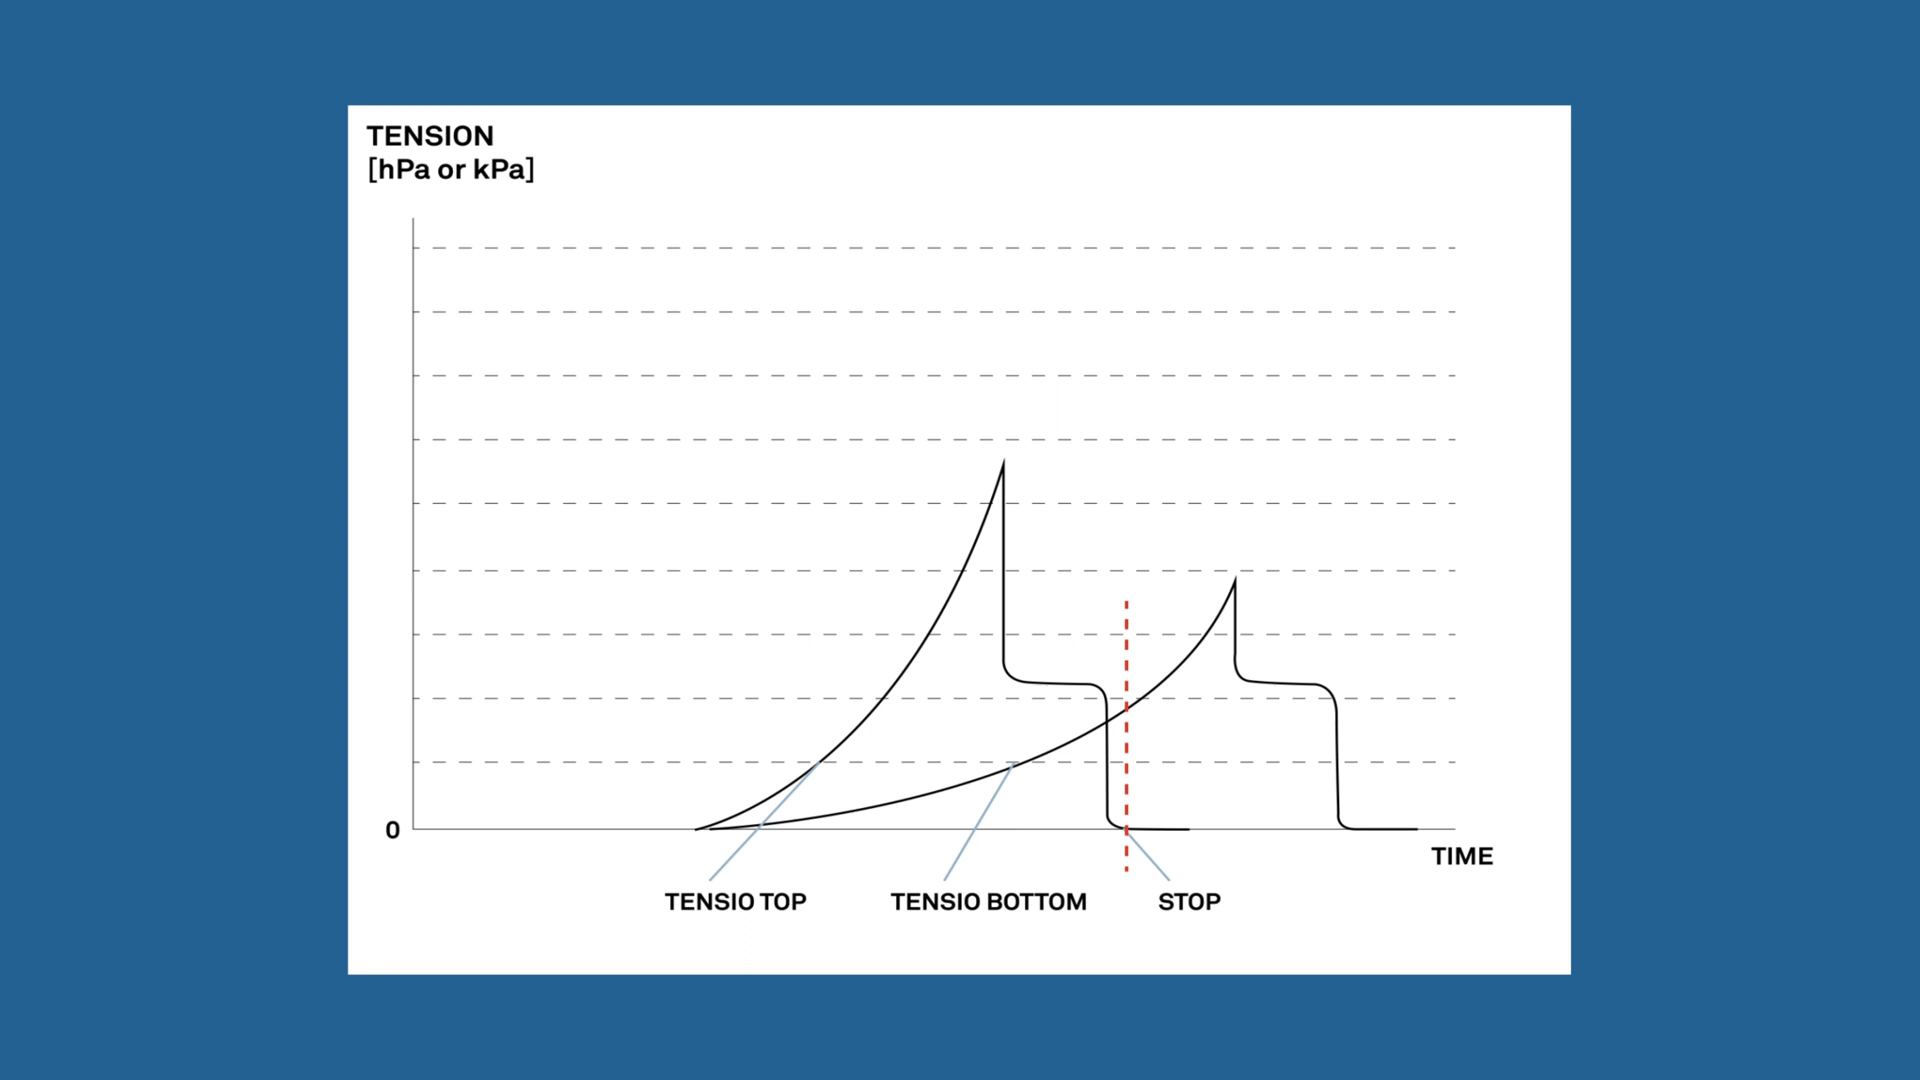 TENSION
[hPa or kPa]
0
TIME
TENSIO TOP
TENSIO BOTTOM
STOP